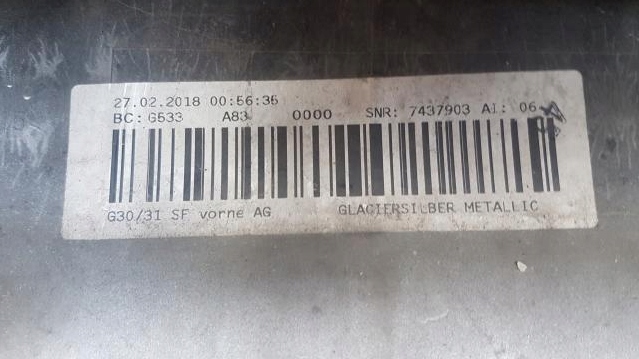 27.02.2018 00:56:35
BC: G533 A83 0000 SNR: 7437903 AI: 06
G30/31 SF vorne AG GLACIERSILBER METALLIC